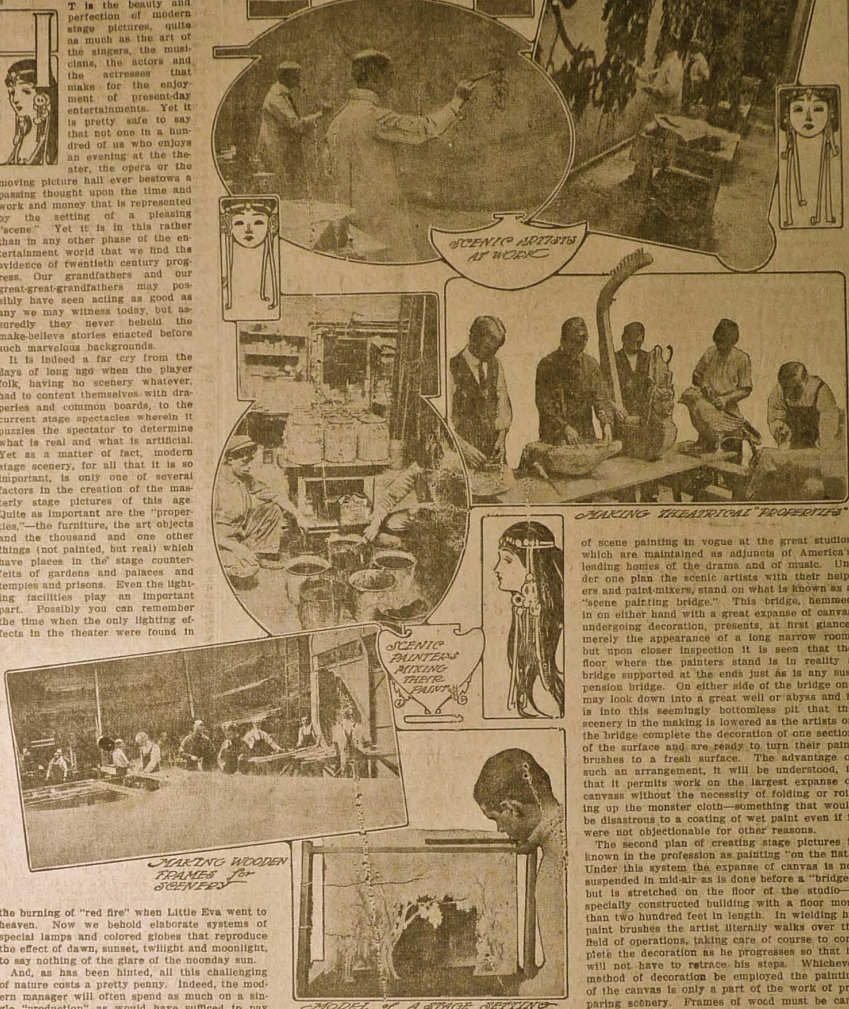 T is the beauty and
perfection of modern
stage pictures, quite
as much as the art of
the singers, the musi-
cians, the actors and
the actresses that
make for the enjoy-
ment of present-day
entertainments. Yet it
is pretty safe to say
that not one in a hun-
dred of us who enjoys
an evening at the the-
ater, the opera or the
moving picture hall ever bestows a
passing thought upon the time and
work and money that is represented
by the setting of a pleasing
"scene." Yet it is in this rather
than in any other phase of the en-
tertainment world that we find the
evidence of twentieth century prog-
ress. Our grandfathers and our
great-great-grandfathers may pos-
sibly have seen acting as good as
any we may witness today, but as-
suredly they never beheld the
make-believe stories enacted before
such marvelous backgrounds.
It is indeed a far cry from the
days of long ago when the player
folk, having no scenery whatever,
had to content themselves with dra-
peries and common boards, to the
current stage spectacles wherein it
puzzles the spectator to determine
what is real and what is artificial.
Yet as a matter of fact, modern
stage scenery, for all that it is so
important, is only one of several
factors in the creation of the mas-
terly stage pictures of this age.
Quite as important are the "proper-
ties,"—the furniture, the art objects
and the thousand and one other
things (not painted, but real) which
have places in the stage counter-
feits of gardens and palaces and
temples and prisons. Even the light-
ing facilities play an important
part. Possibly you can remember
the time when the only lighting ef-
fects in the theater were found in
the burning of "red fire" when Little Eva went to
heaven. Now we behold elaborate systems of
special lamps and colored globes that reproduce
the effect of dawn, sunset, twilight and moonlight,
to say nothing of the glare of the noonday sun.
And, as has been hinted, all this challenging
of nature costs a pretty penny. Indeed, the mod-
ern manager will often spend as much on a sin-
gle "production" as would have sufficed to pay
SCENIC ARTISTS
AT WORK
MAKING THEATRICAL "PROPERTIES"
SCENIC
PAINTERS
MIXING
THEIR
PAINT
MAKING WOODEN
FRAMES for
SCENERY
MODEL of A STAGE SETTING
of scene painting in vogue at the great studios
which are maintained as adjuncts of America's
leading homes of the drama and of music. Un-
der one plan the scenic artists with their help-
ers and paint-mixers, stand on what is known as a
"scene painting bridge." This bridge, hemmed
in on either hand with a great expanse of canvas
undergoing decoration, presents, at first glance,
merely the appearance of a long narrow room
but upon closer inspection it is seen that the
floor where the painters stand is in reality a
bridge supported at the ends just as is any sus-
pension bridge. On either side of the bridge one
may look down into a great well or abyss and it
is into this seemingly bottomless pit that the
scenery in the making is lowered as the artists on
the bridge complete the decoration of one section
of the surface and are ready to turn their paint
brushes to a fresh surface. The advantage of
such an arrangement, it will be understood, is
that it permits work on the largest expanse of
canvass without the necessity of folding or roll-
ing up the monster cloth—something that would
be disastrous to a coating of wet paint even if it
were not objectionable for other reasons.
The second plan of creating stage pictures is
known in the profession as painting "on the flat."
Under this system the expanse of canvas is not
suspended in mid-air as is done before a "bridge"
but is stretched on the floor of the studio—a
specially constructed building with a floor more
than two hundred feet in length. In wielding his
paint brushes the artist literally walks over the
field of operations, taking care of course to com-
plete the decoration as he progresses so that he
will not have to retrace his steps. Whichever
method of decoration be employed the painting
of the canvas is only a part of the work of pre-
paring scenery. Frames of wood must be care-